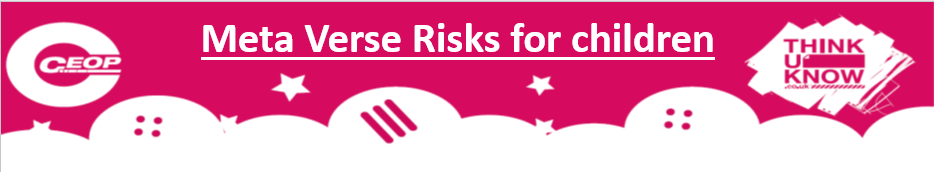 Meta Verse Risks for children
CEOP
THINK
U
KNOW
.co.uk